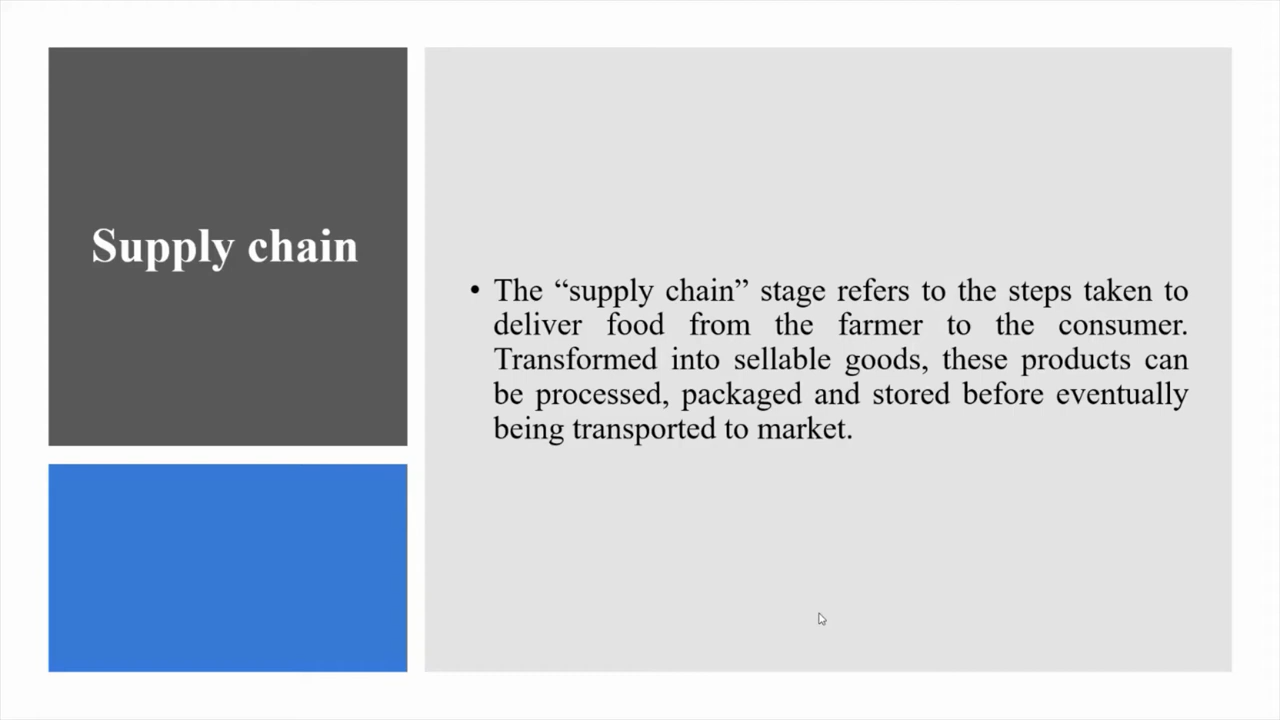 Supply chain
• The “supply chain” stage refers to the steps taken to
deliver food from the farmer to the consumer.
Transformed into sellable goods, these products can
be processed, packaged and stored before eventually
being transported to market.